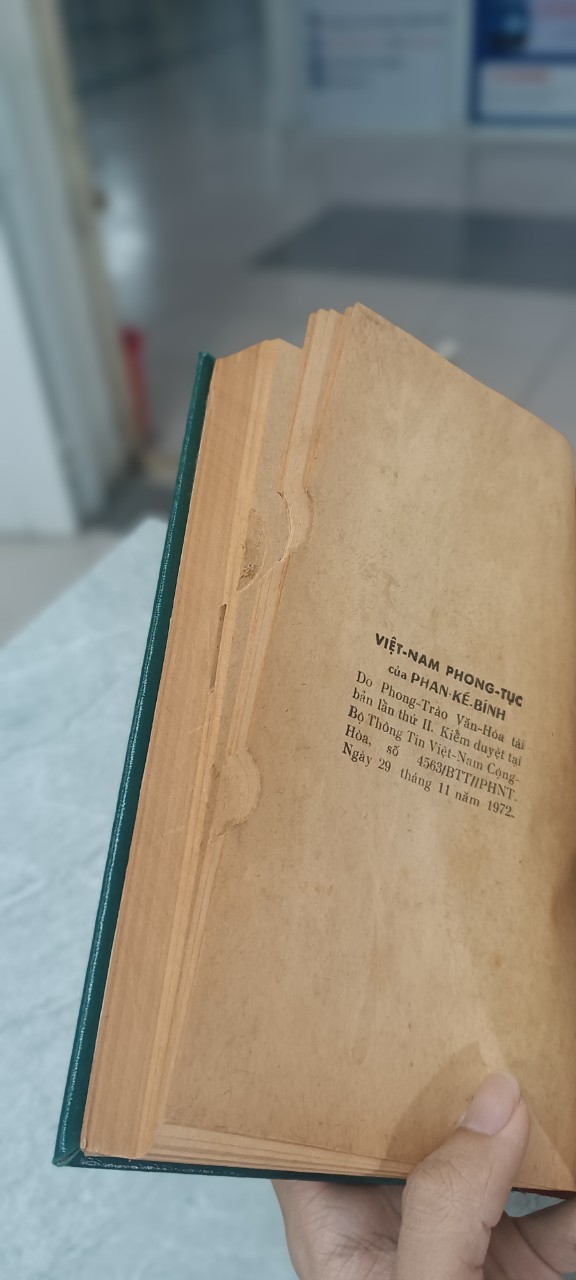 VIỆT-NAM PHONG-TỤC
của PHAN-KẾ-BÍNH
Do Phong-Trào Văn-Hóa tái
bản lần thứ II. Kiểm duyệt tại
Bộ Thông Tin Việt-Nam Cộng-
Hòa, số 4563/BTT/PHNT.
Ngày 29 tháng 11 năm 1972.